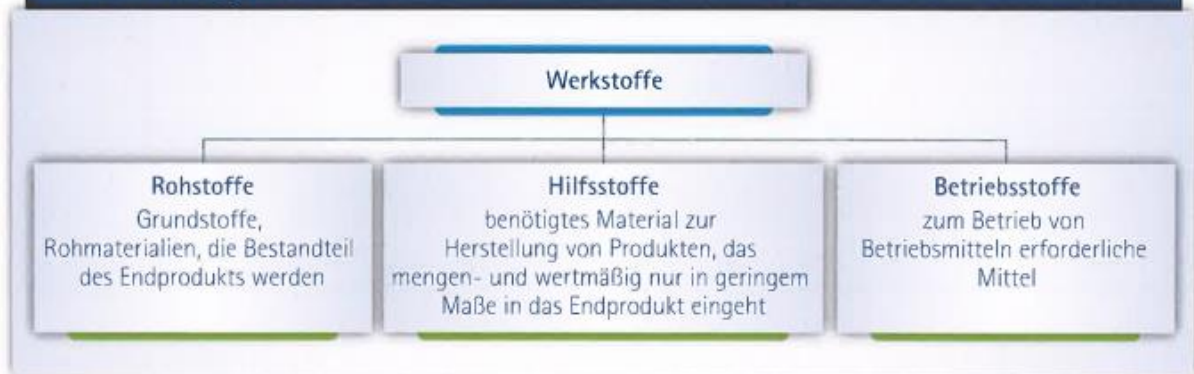 Werkstoffe
Rohstoffe
Grundstoffe,
Rohmaterialien, die Bestandteil
des Endprodukts werden
Hilfsstoffe
benötigtes Material zur
Herstellung von Produkten, das
mengen- und wertmäßig nur in geringem
Maße in das Endprodukt eingeht
Betriebsstoffe
zum Betrieb von
Betriebsmitteln erforderliche
Mittel